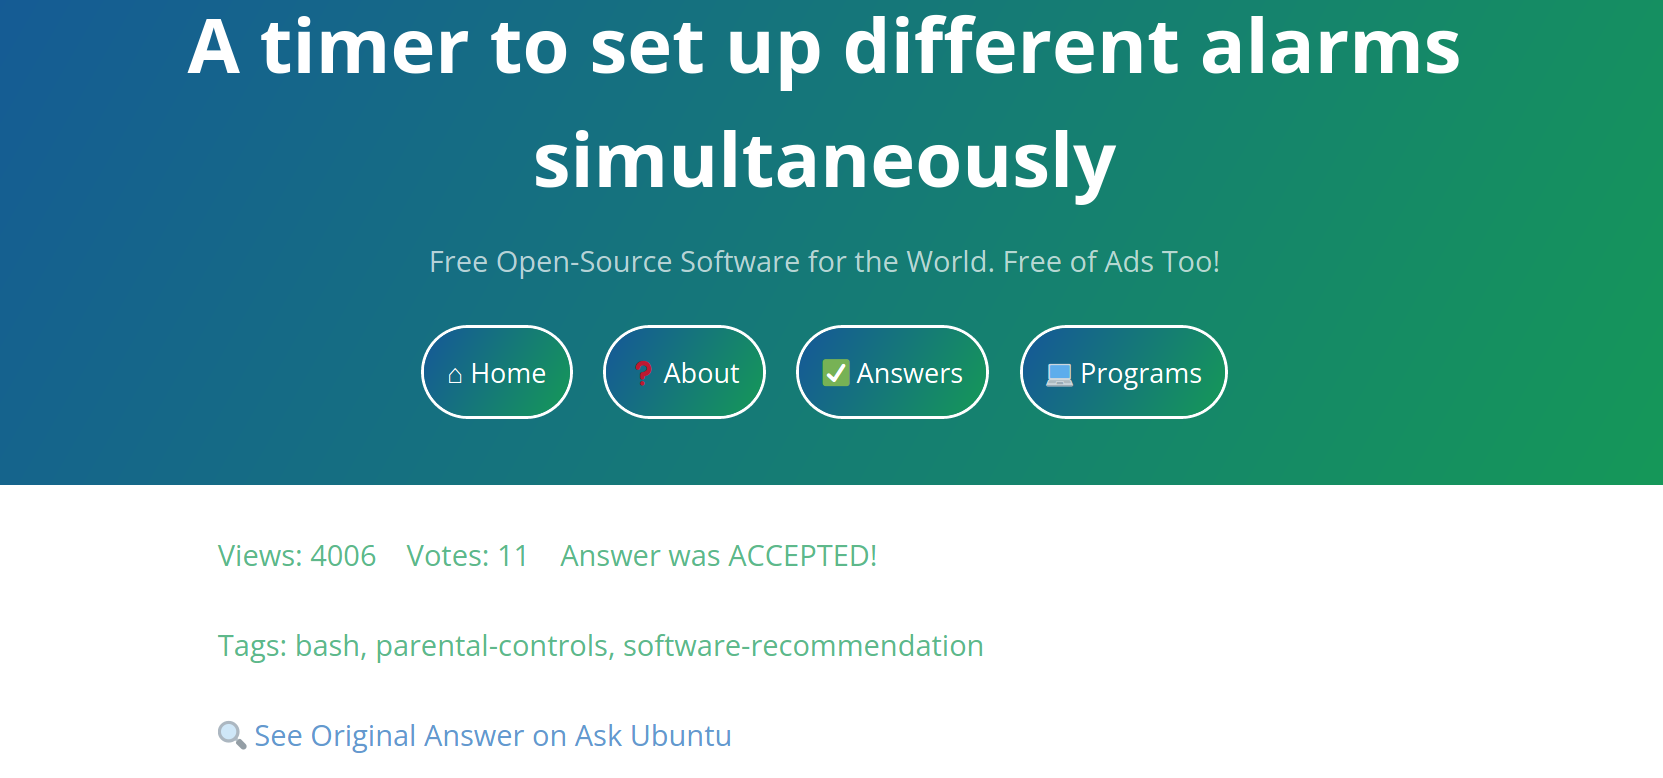 A timer to set up different alarms
simultaneously
Free Open-Source Software for the World. Free of Ads Too!
⌂ Home ❓ About ✅ Answers 💻 Programs
Views: 4006 Votes: 11 Answer was ACCEPTED!
Tags: bash, parental-controls, software-recommendation
🔍 See Original Answer on Ask Ubuntu